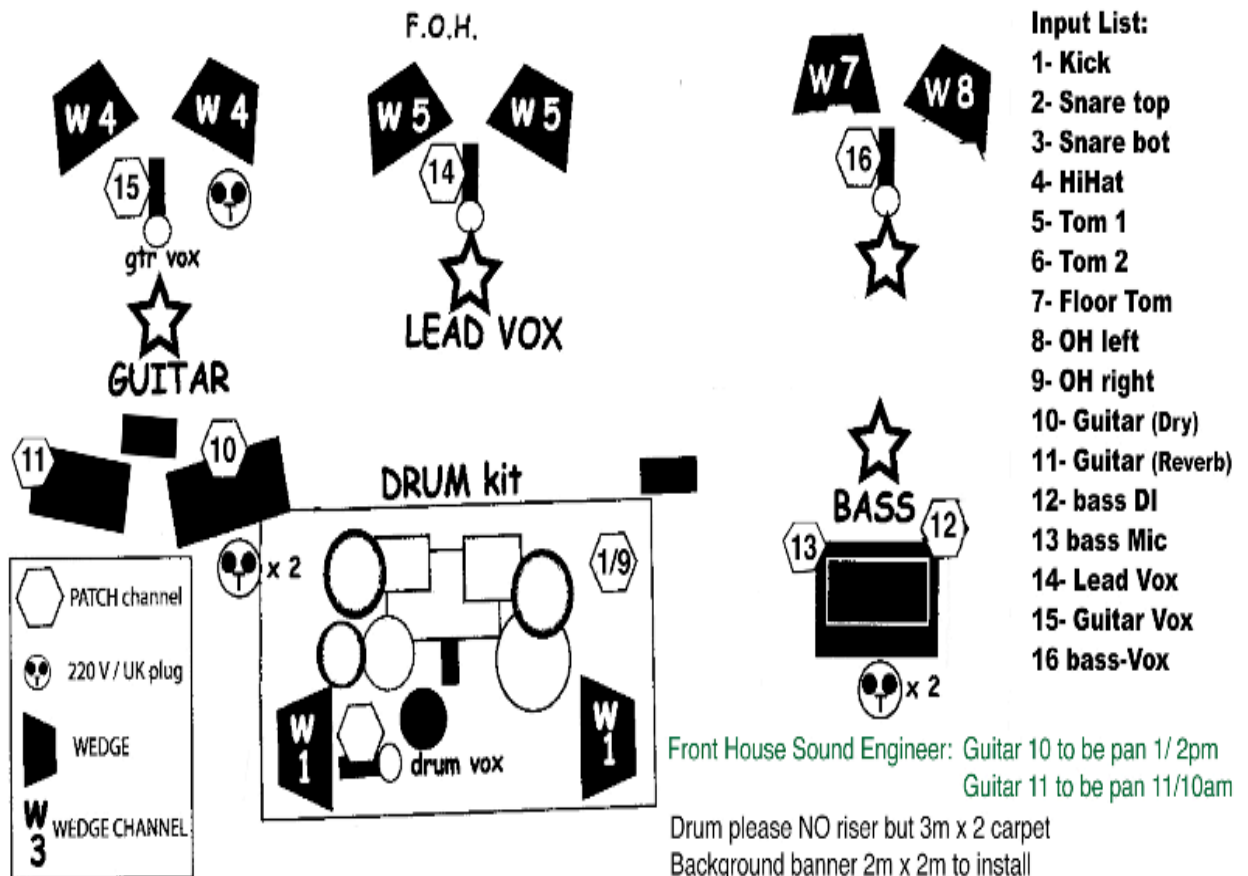 F.O.H.
W 4
W 4
W 5
W 5
W 7
W 8
15
14
16
gtr vox
GUITAR
LEAD VOX
11
10
DRUM kit
BASS
13
12
x 2
1/9
x 2
W
1
W
1
drum vox
PATCH channel
220 V / UK plug
WEDGE
W
3
WEDGE CHANNEL
Input List:
1- Kick
2- Snare top
3- Snare bot
4- HiHat
5- Tom 1
6- Tom 2
7- Floor Tom
8- OH left
9- OH right
10- Guitar (Dry)
11- Guitar (Reverb)
12- bass DI
13 bass Mic
14- Lead Vox
15- Guitar Vox
16 bass-Vox
Front House Sound Engineer: Guitar 10 to be pan 1/ 2pm
Guitar 11 to be pan 11/10am
Drum please NO riser but 3m x 2 carpet
Background banner 2m x 2m to install